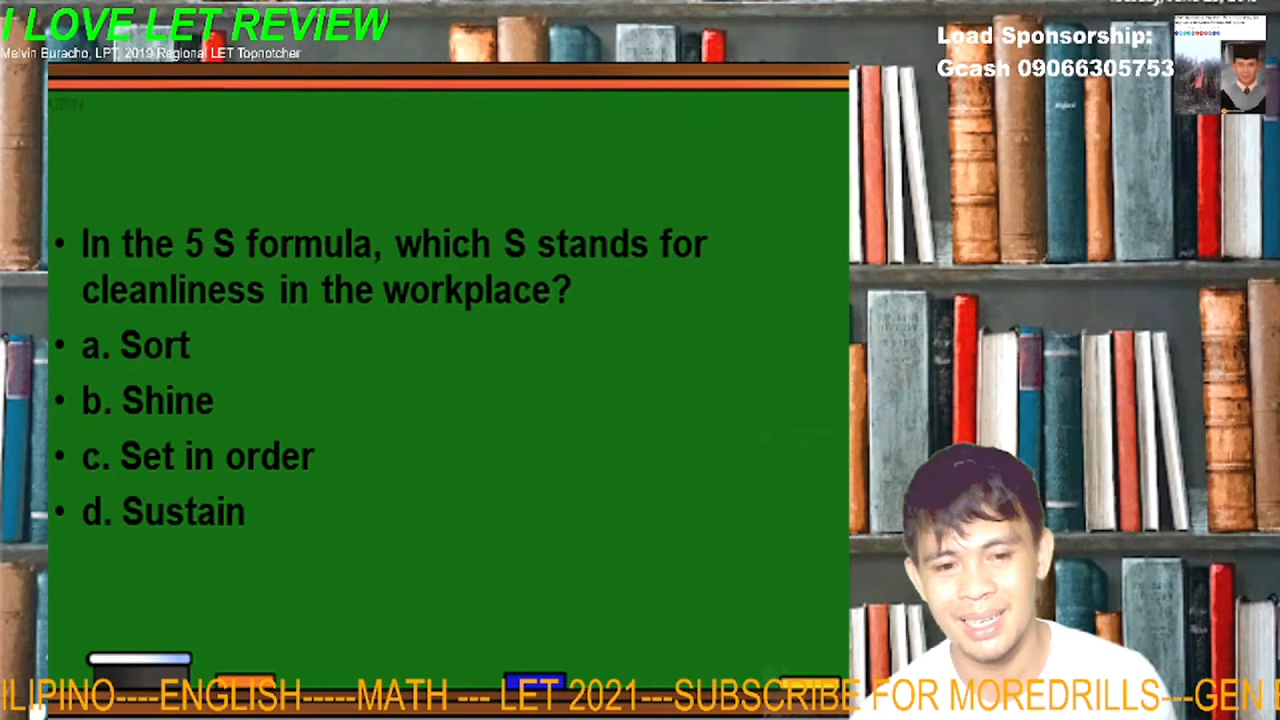 I LOVE LET REVIEW
Melvin Buracho, LPT, 2019 Regional LET Topnotcher
Load Sponsorship:
Gcash 09066305753
• In the 5 S formula, which S stands for
cleanliness in the workplace?
• a. Sort
• b. Shine
• c. Set in order
• d. Sustain
ILIPINO----ENGLISH-----MATH --- LET 2021---SUBSCRIBE FOR MOREDRILLS---GEN